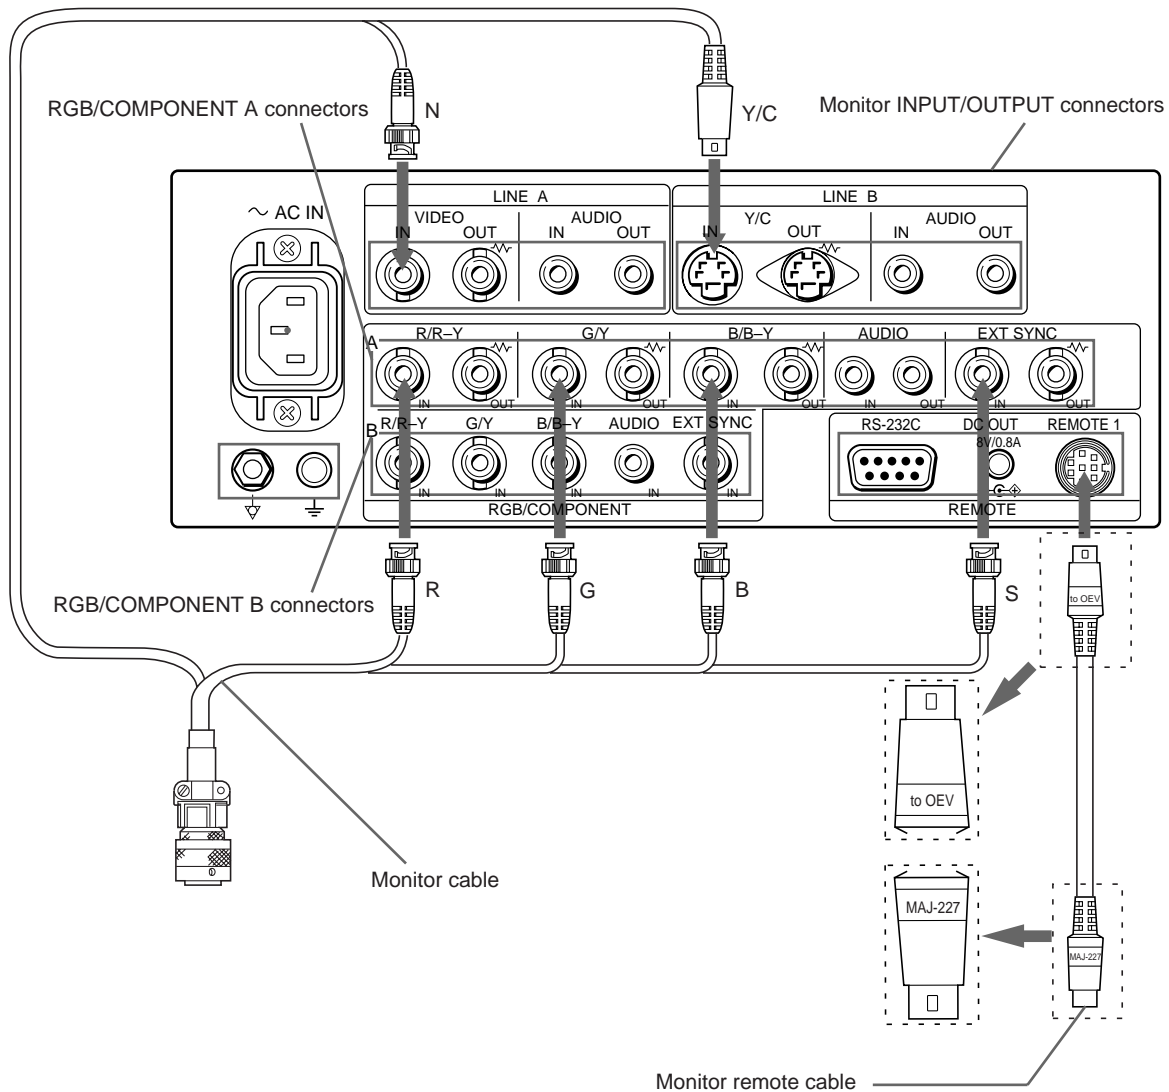 RGB/COMPONENT A connectors
N
Y/C
Monitor INPUT/OUTPUT connectors
∼ AC IN
LINE A
LINE B
VIDEO
AUDIO
Y/C
AUDIO
IN
OUT
IN
OUT
IN
OUT
IN
OUT
A
R/R–Y
G/Y
B/B–Y
AUDIO
EXT SYNC
IN
OUT
IN
OUT
IN
OUT
IN
OUT
IN
OUT
B
R/R–Y
G/Y
B/B–Y
AUDIO
EXT SYNC
IN
IN
IN
IN
IN
RGB/COMPONENT
RS-232C
DC OUT
8V/0.8A
REMOTE 1
REMOTE
RGB/COMPONENT B connectors
R
G
B
S
to OEV
to OEV
Monitor cable
MAJ-227
MAJ-227
Monitor remote cable